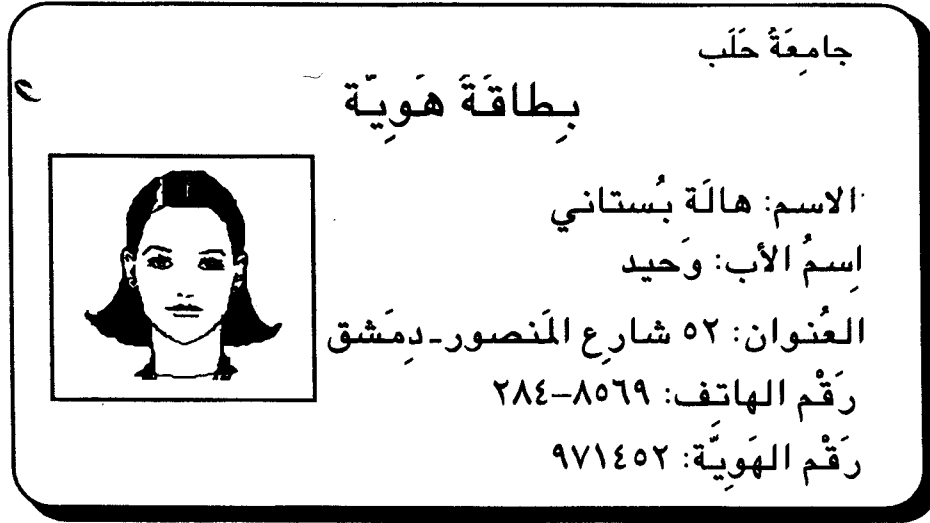 جامِعَةُ حَلَب
بِطاقَةَ هَوِيَّة
الاسم: هالَة بُستاني
اِسمُ الأب: وَحيد
العُنوان: ٥٢ شارِع المَنصور-دِمَشق
رَقْم الهاتف: ٨٥٦٩–٢٨٤
رَقْم الهَوِيَّة: ٩٧١٤٥٢